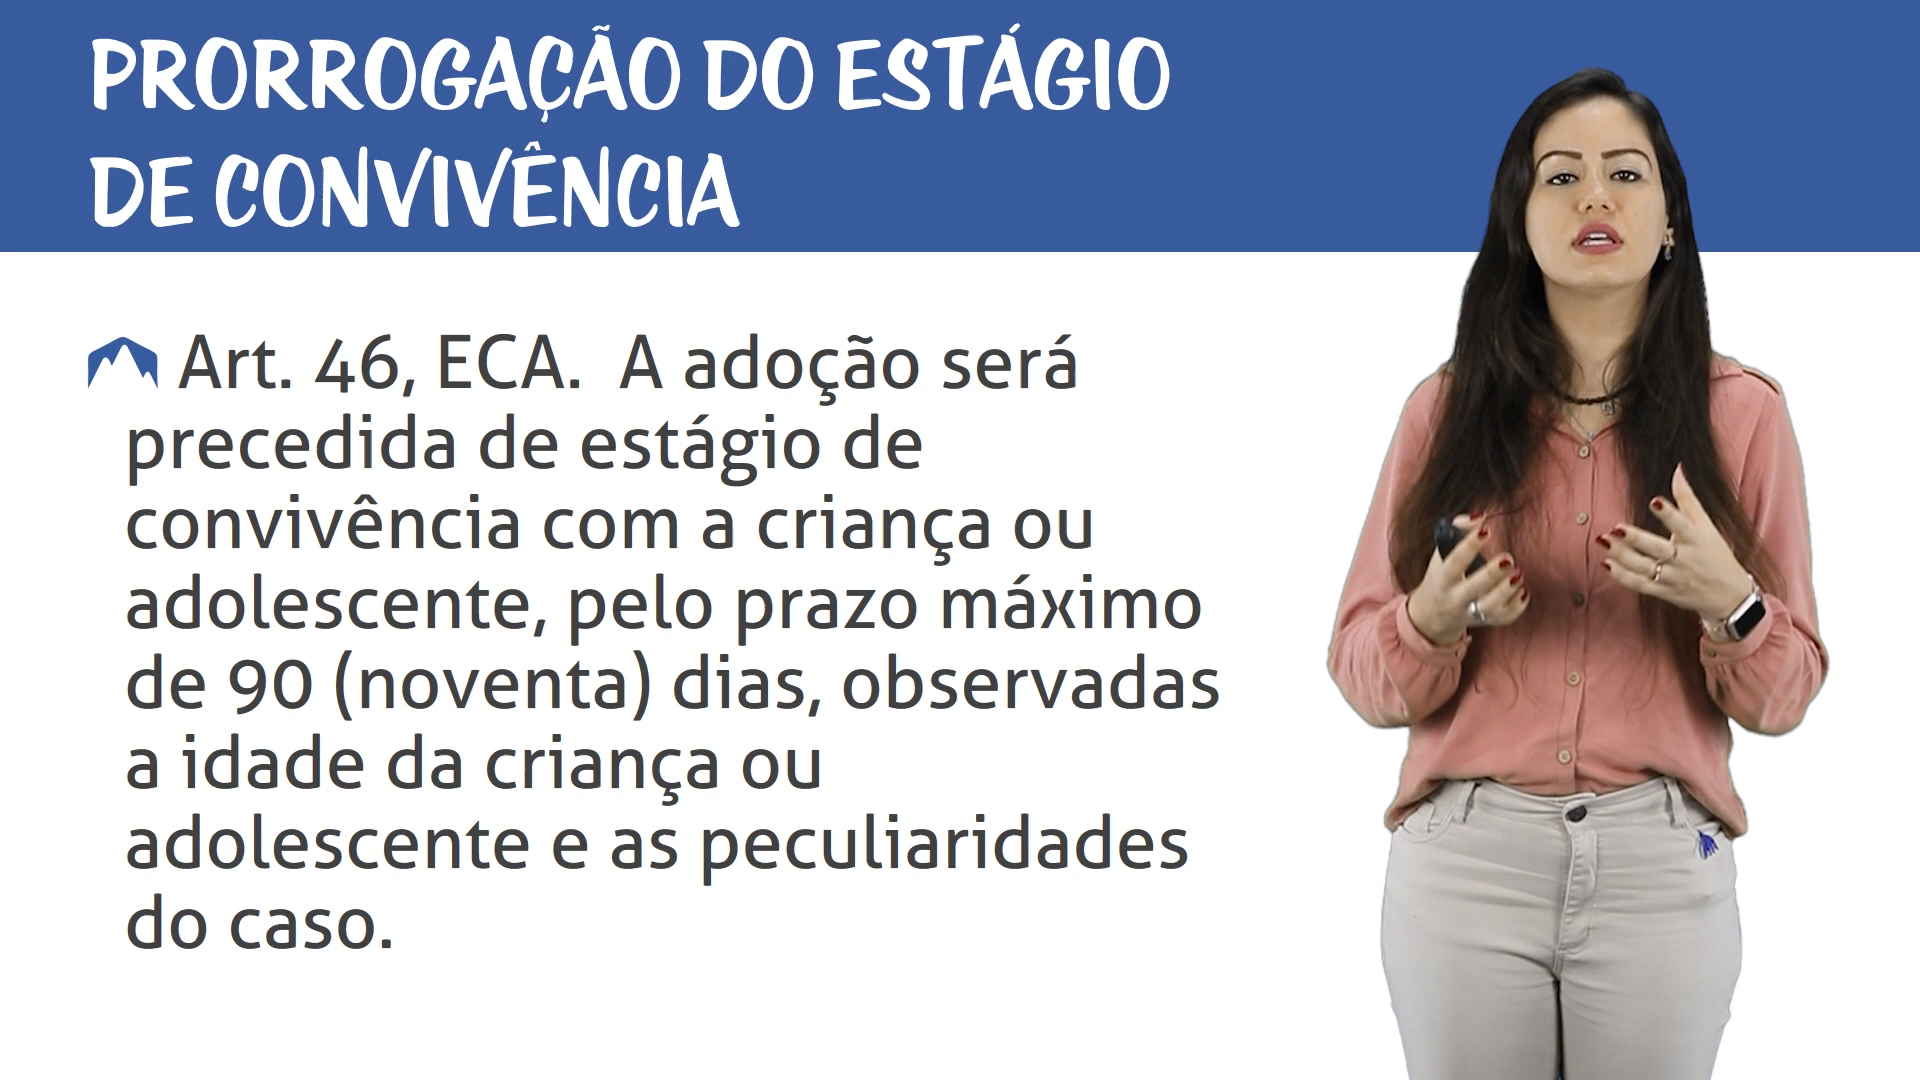 PRORROGAÇÃO DO ESTÁGIO
DE CONVIVÊNCIA
Art. 46, ECA. A adoção será
precedida de estágio de
convivência com a criança ou
adolescente, pelo prazo máximo
de 90 (noventa) dias, observadas
a idade da criança ou
adolescente e as peculiaridades
do caso.